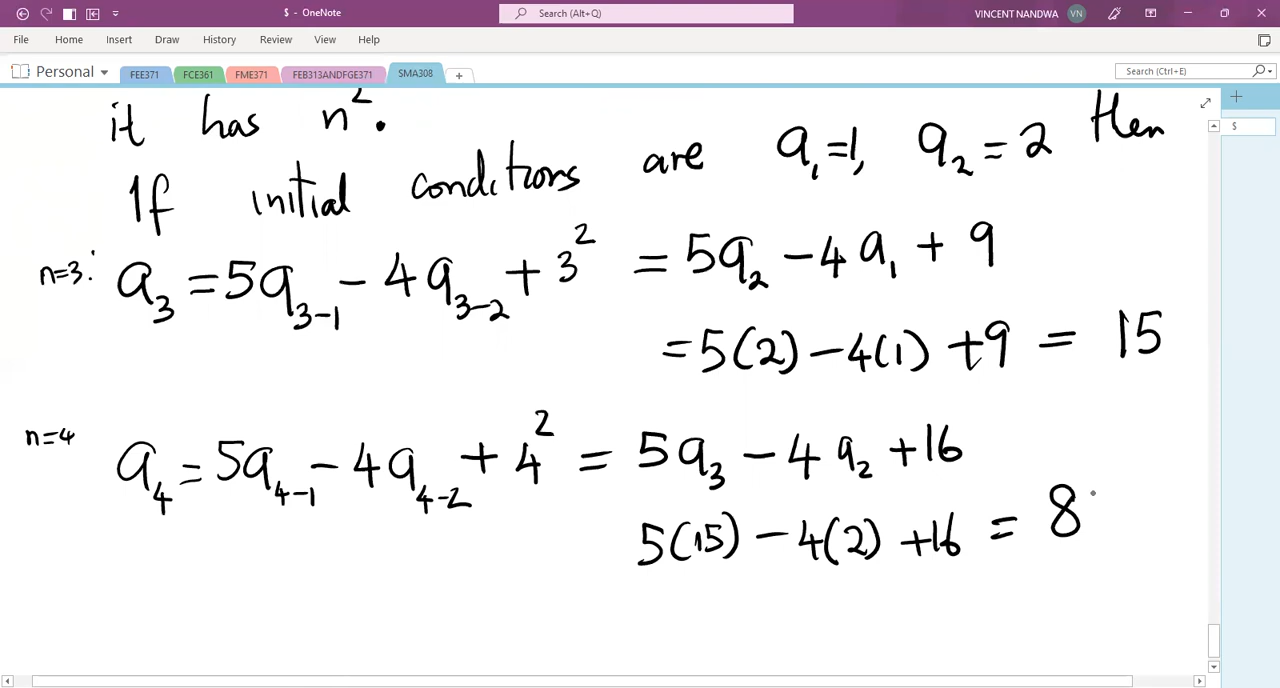 $ - OneNote
Search (Alt+Q)
VINCENT NANDWA VN
File Home Insert Draw History Review View Help
Personal FEE371 FCE361 FME371 FEB313ANDFGE371 SMA308 +
Search (Ctrl+E)
$
it has n².
If initial conditions are a₁=1, a₂=2 then
n=3: a₃ = 5a₃₋₁ - 4a₃₋₂ + 3² = 5a₂ - 4a₁ + 9
= 5(2) - 4(1) + 9 = 15
n=4 a₄ = 5a₄₋₁ - 4a₄₋₂ + 4² = 5a₃ - 4a₂ + 16
5(15) - 4(2) + 16 = 8